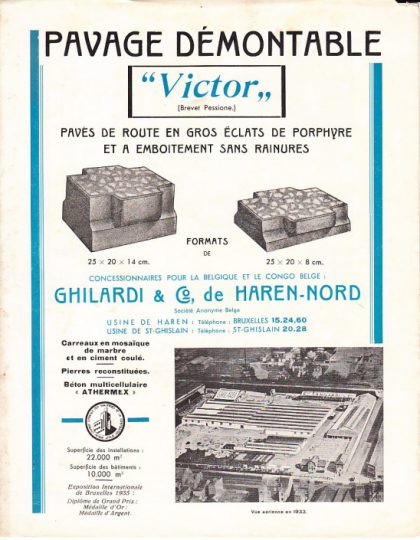 PAVAGE DÉMONTABLE
“Victor„
(Brevet Pessione.)
PAVÉS DE ROUTE EN GROS ÉCLATS DE PORPHYRE
ET A EMBOITEMENT SANS RAINURES
FORMATS
DE
25 × 20 × 14 cm.
25 × 20 × 8 cm.
CONCESSIONNAIRES POUR LA BELGIQUE ET LE CONGO BELGE :
GHILARDI & Co, de HAREN-NORD
Société Anonyme Belge
USINE DE HAREN : Téléphone : BRUXELLES 15.24,60
USINE DE ST-GHISLAIN : Téléphone : ST-GHISLAIN 20.28
Carreaux en mosaïque
de marbre
et en ciment coulé.
Pierres reconstituées.
Béton multicellulaire
« ATHERMEX »
Superficie des installations :
22.000 m²
Superficie des bâtiments :
10.000 m²
Exposition Internationale
de Bruxelles 1935 :
Diplôme de Grand Prix :
Médaille d'Or :
Médaille d'Argent.
Vue aérienne en 1933.